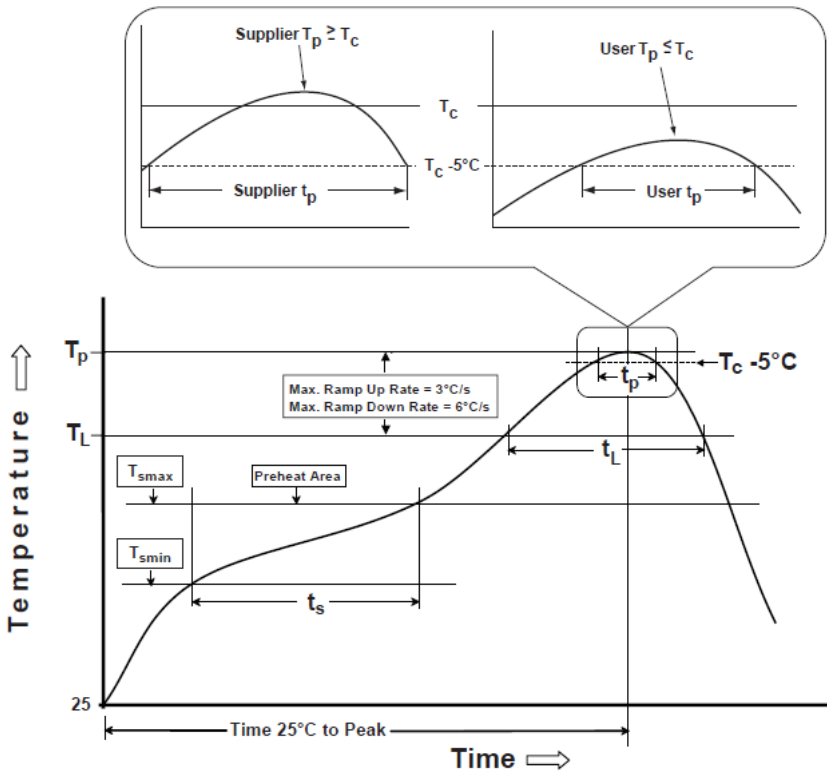 Supplier Tp ≥ Tc
User Tp ≤ Tc
Tc
Tc -5°C
Supplier tp
User tp
Tp
Tc -5°C
tp
Max. Ramp Up Rate = 3°C/s
Max. Ramp Down Rate = 6°C/s
TL
tL
Tsmax
Preheat Area
Tsmin
ts
Temperature
25
Time 25°C to Peak
Time